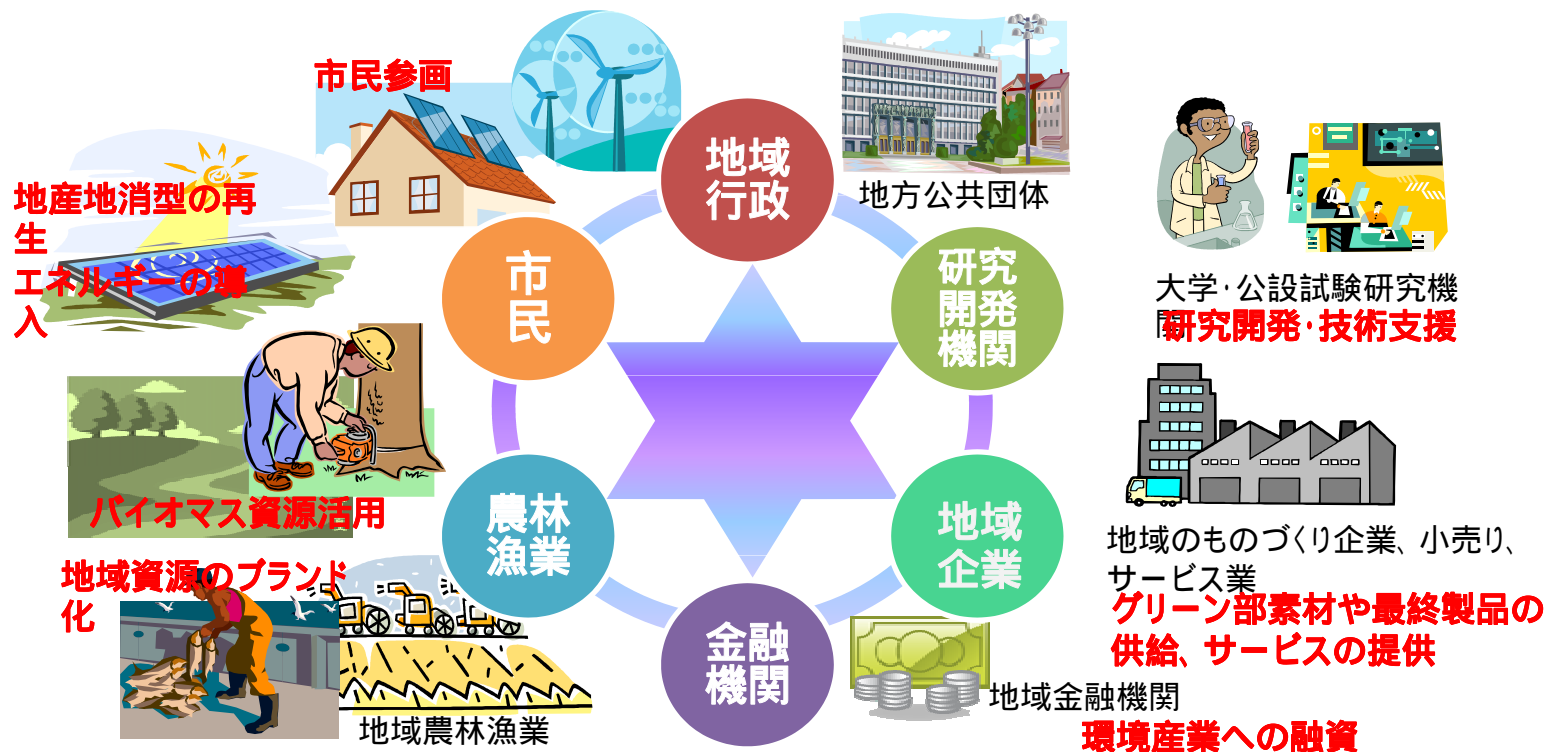 市民参画
地域
行政
地方公共団体
地産地消型の再
生
エネルギーの導
入
市
民
研究
開発
機関
大学・公設試験研究機
関
研究開発・技術支援
バイオマス資源活用
農林
漁業
地域
企業
地域のものづくり企業、小売り、
サービス業
グリーン部素材や最終製品の
供給、サービスの提供
地域資源のブランド
化
金融
機関
地域金融機関
地域農林漁業
環境産業への融資